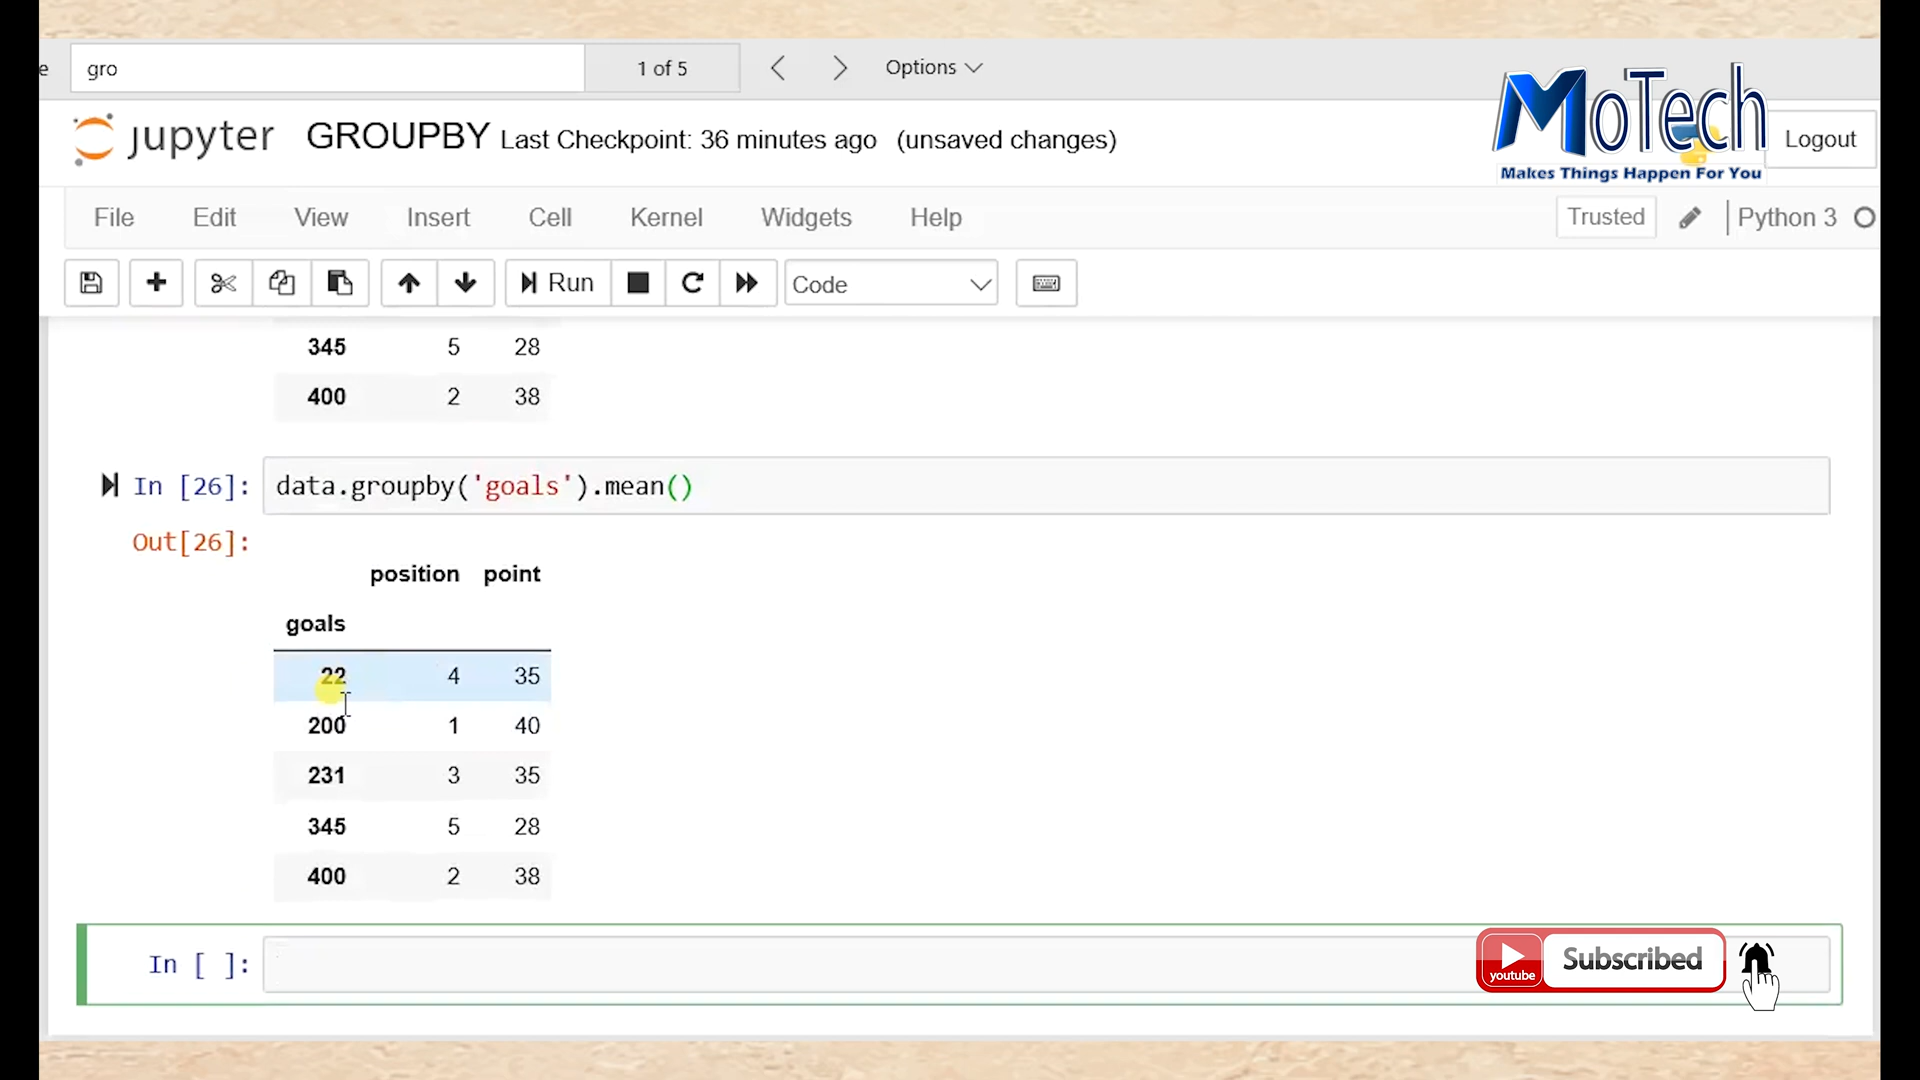 e gro 1 of 5 Options
jupyter GROUPBY Last Checkpoint: 36 minutes ago (unsaved changes) Logout
MoTech
Makes Things Happen For You
File Edit View Insert Cell Kernel Widgets Help Trusted Python 3
Run Code
345 5 28
400 2 38
In [26]: data.groupby('goals').mean()
Out[26]:
position point
goals
22 4 35
200 1 40
231 3 35
345 5 28
400 2 38
In [ ]:
youtube Subscribed